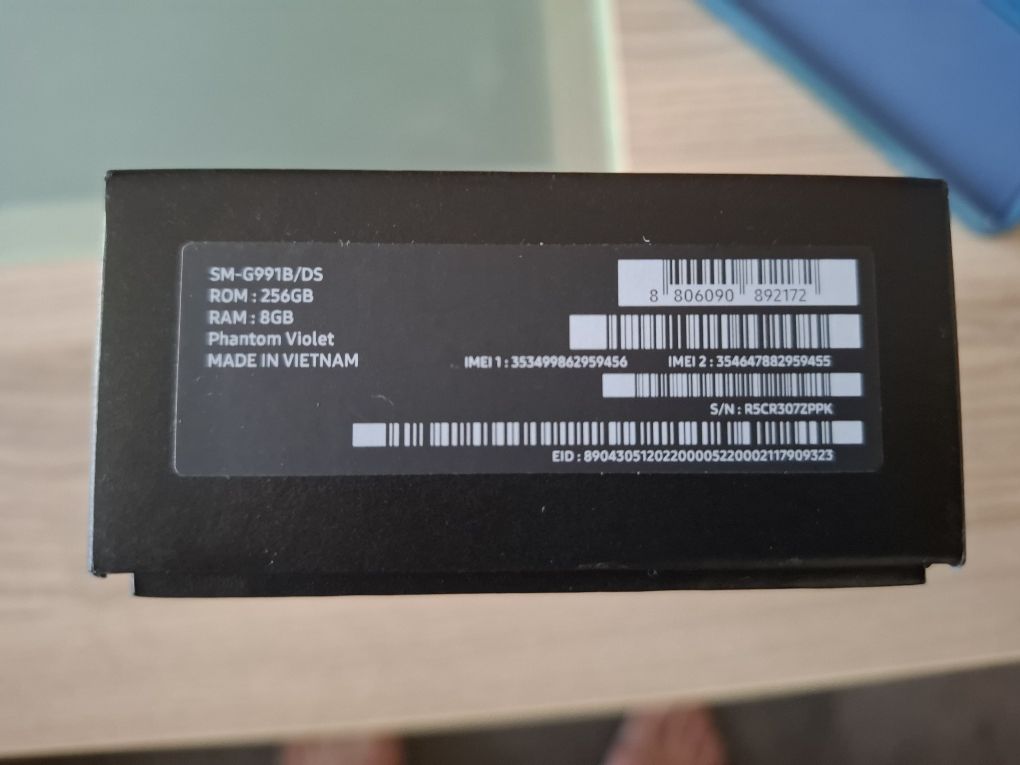 SM-G991B/DS
ROM : 256GB
RAM : 8GB
Phantom Violet
MADE IN VIETNAM
8 806090 892172
IMEI 1 : 353499862959456 IMEI 2 : 354647882959455
S/N : R5CR307ZPPK
EID : 89043051202200005220002117909323